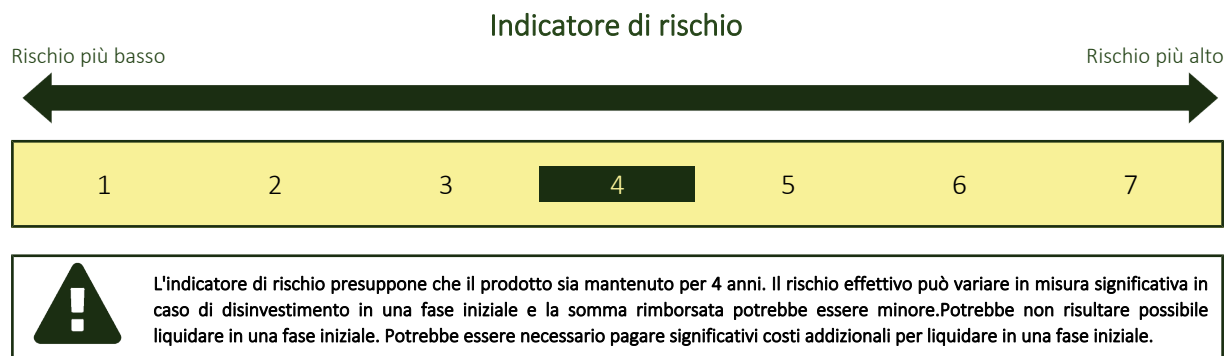 Indicatore di rischio
Rischio più basso
Rischio più alto
1 2 3 4 5 6 7
L'indicatore di rischio presuppone che il prodotto sia mantenuto per 4 anni. Il rischio effettivo può variare in misura significativa in
caso di disinvestimento in una fase iniziale e la somma rimborsata potrebbe essere minore.Potrebbe non risultare possibile
liquidare in una fase iniziale. Potrebbe essere necessario pagare significativi costi addizionali per liquidare in una fase iniziale.